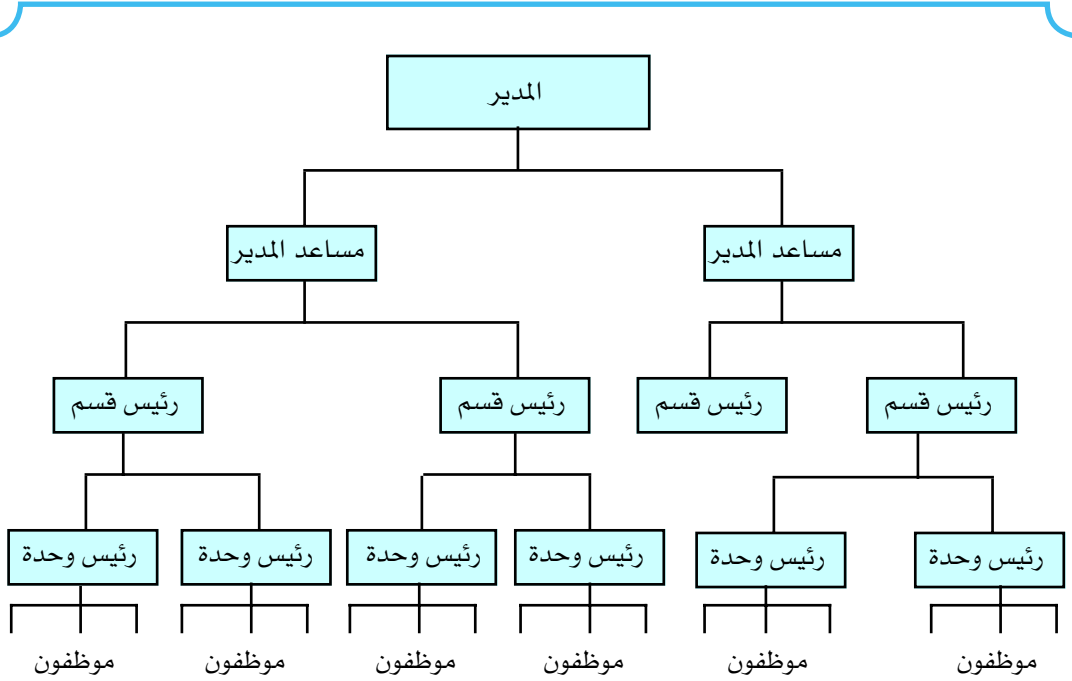 المدير
مساعد المدير مساعد المدير
رئيس قسم رئيس قسم رئيس قسم رئيس قسم
رئيس وحدة رئيس وحدة رئيس وحدة رئيس وحدة رئيس وحدة رئيس وحدة
موظفون موظفون موظفون موظفون موظفون موظفون